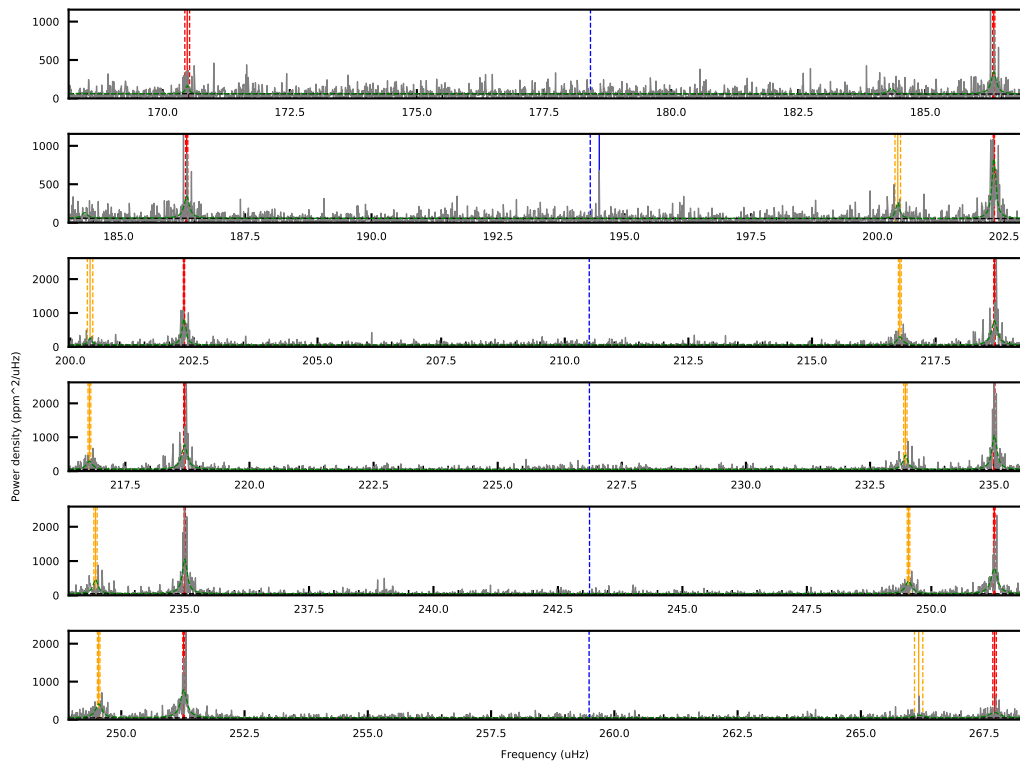 1000
500
0
170.0 172.5 175.0 177.5 180.0 182.5 185.0
1000
500
0
185.0 187.5 190.0 192.5 195.0 197.5 200.0 202.5
2000
1000
0
200.0 202.5 205.0 207.5 210.0 212.5 215.0 217.5
Power density (ppm^2/uHz)
2000
1000
0
217.5 220.0 222.5 225.0 227.5 230.0 232.5 235.0
2000
1000
0
235.0 237.5 240.0 242.5 245.0 247.5 250.0
2000
1000
0
250.0 252.5 255.0 257.5 260.0 262.5 265.0 267.5
Frequency (uHz)